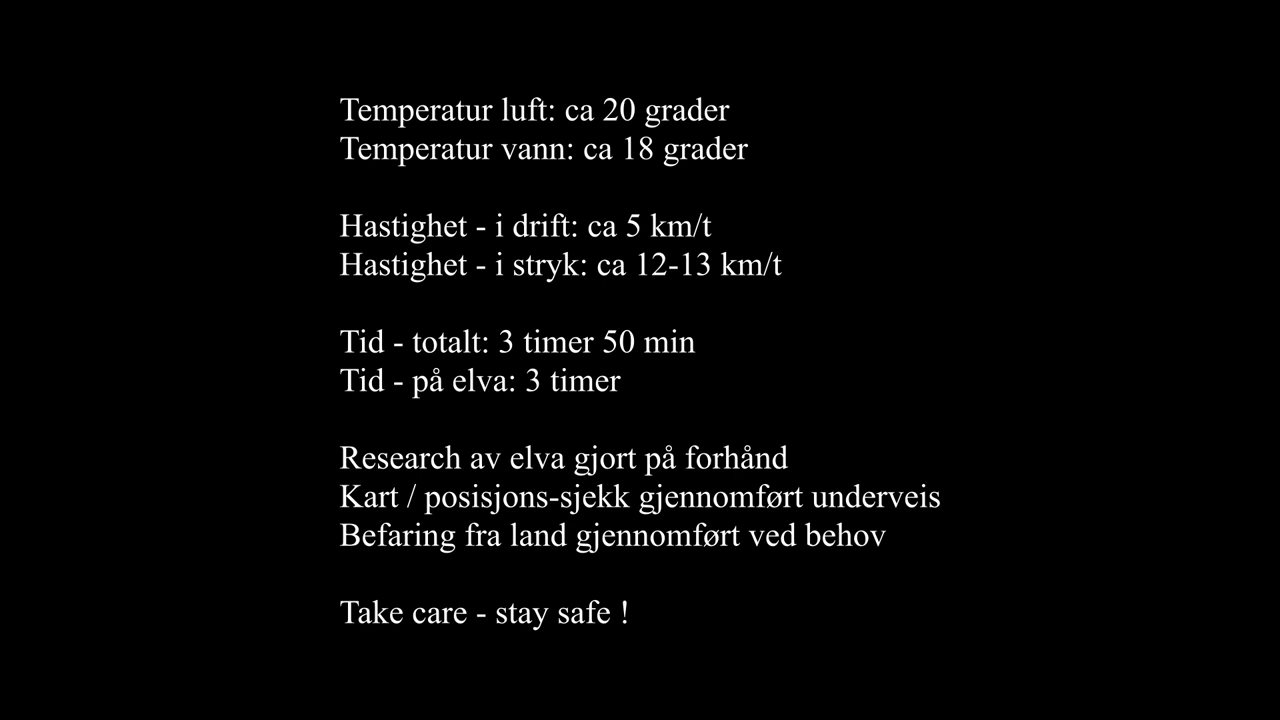 Temperatur luft: ca 20 grader
Temperatur vann: ca 18 grader
Hastighet - i drift: ca 5 km/t
Hastighet - i stryk: ca 12-13 km/t
Tid - totalt: 3 timer 50 min
Tid - på elva: 3 timer
Research av elva gjort på forhånd
Kart / posisjons-sjekk gjennomført underveis
Befaring fra land gjennomført ved behov
Take care - stay safe !